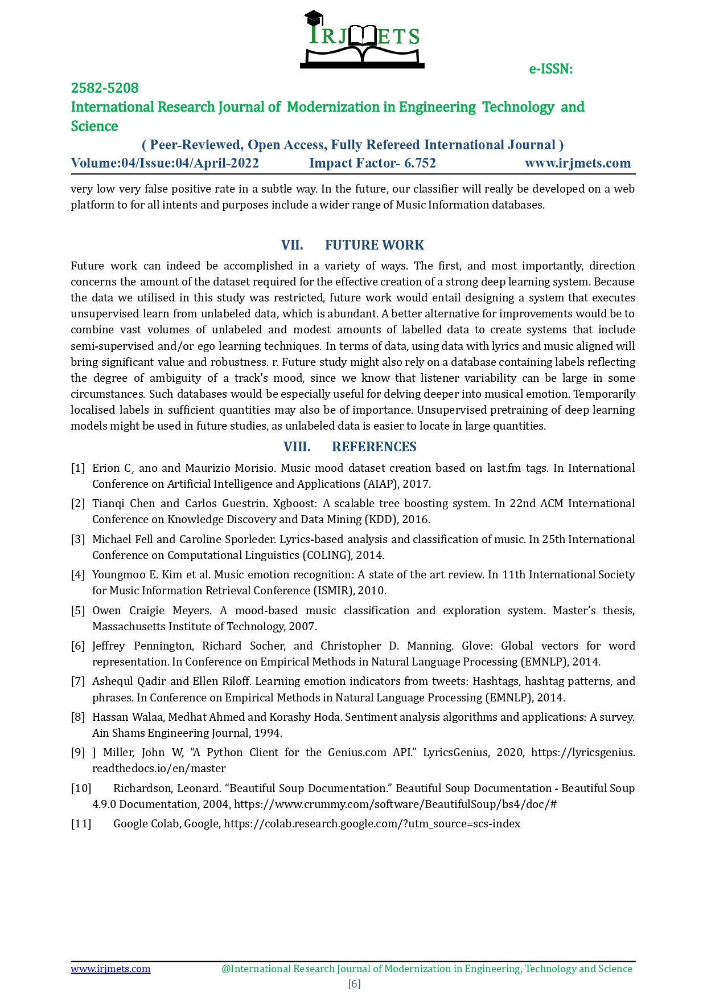 IRJMETS
e-ISSN:
2582-5208
International Research Journal of Modernization in Engineering Technology and
Science
( Peer-Reviewed, Open Access, Fully Refereed International Journal )
Volume:04/Issue:04/April-2022 Impact Factor- 6.752 www.irjmets.com
very low very false positive rate in a subtle way. In the future, our classifier will really be developed on a web
platform to for all intents and purposes include a wider range of Music Information databases.
VII. FUTURE WORK
Future work can indeed be accomplished in a variety of ways. The first, and most importantly, direction
concerns the amount of the dataset required for the effective creation of a strong deep learning system. Because
the data we utilised in this study was restricted, future work would entail designing a system that executes
unsupervised learn from unlabeled data, which is abundant. A better alternative for improvements would be to
combine vast volumes of unlabeled and modest amounts of labelled data to create systems that include
semi-supervised and/or ego learning techniques. In terms of data, using data with lyrics and music aligned will
bring significant value and robustness. r. Future study might also rely on a database containing labels reflecting
the degree of ambiguity of a track's mood, since we know that listener variability can be large in some
circumstances. Such databases would be especially useful for delving deeper into musical emotion. Temporarily
localised labels in sufficient quantities may also be of importance. Unsupervised pretraining of deep learning
models might be used in future studies, as unlabeled data is easier to locate in large quantities.
VIII. REFERENCES
[1] Erion C¸ ano and Maurizio Morisio. Music mood dataset creation based on last.fm tags. In International
Conference on Artificial Intelligence and Applications (AIAP), 2017.
[2] Tianqi Chen and Carlos Guestrin. Xgboost: A scalable tree boosting system. In 22nd ACM International
Conference on Knowledge Discovery and Data Mining (KDD), 2016.
[3] Michael Fell and Caroline Sporleder. Lyrics-based analysis and classification of music. In 25th International
Conference on Computational Linguistics (COLING), 2014.
[4] Youngmoo E. Kim et al. Music emotion recognition: A state of the art review. In 11th International Society
for Music Information Retrieval Conference (ISMIR), 2010.
[5] Owen Craigie Meyers. A mood-based music classification and exploration system. Master’s thesis,
Massachusetts Institute of Technology, 2007.
[6] Jeffrey Pennington, Richard Socher, and Christopher D. Manning. Glove: Global vectors for word
representation. In Conference on Empirical Methods in Natural Language Processing (EMNLP), 2014.
[7] Ashequl Qadir and Ellen Riloff. Learning emotion indicators from tweets: Hashtags, hashtag patterns, and
phrases. In Conference on Empirical Methods in Natural Language Processing (EMNLP), 2014.
[8] Hassan Walaa, Medhat Ahmed and Korashy Hoda. Sentiment analysis algorithms and applications: A survey.
Ain Shams Engineering Journal, 1994.
[9] ] Miller, John W, “A Python Client for the Genius.com API.” LyricsGenius, 2020, https://lyricsgenius.
readthedocs.io/en/master
[10] Richardson, Leonard. “Beautiful Soup Documentation.” Beautiful Soup Documentation - Beautiful Soup
4.9.0 Documentation, 2004, https://www.crummy.com/software/BeautifulSoup/bs4/doc/#
[11] Google Colab, Google, https://colab.research.google.com/?utm_source=scs-index
www.irjmets.com @International Research Journal of Modernization in Engineering, Technology and Science
[6]